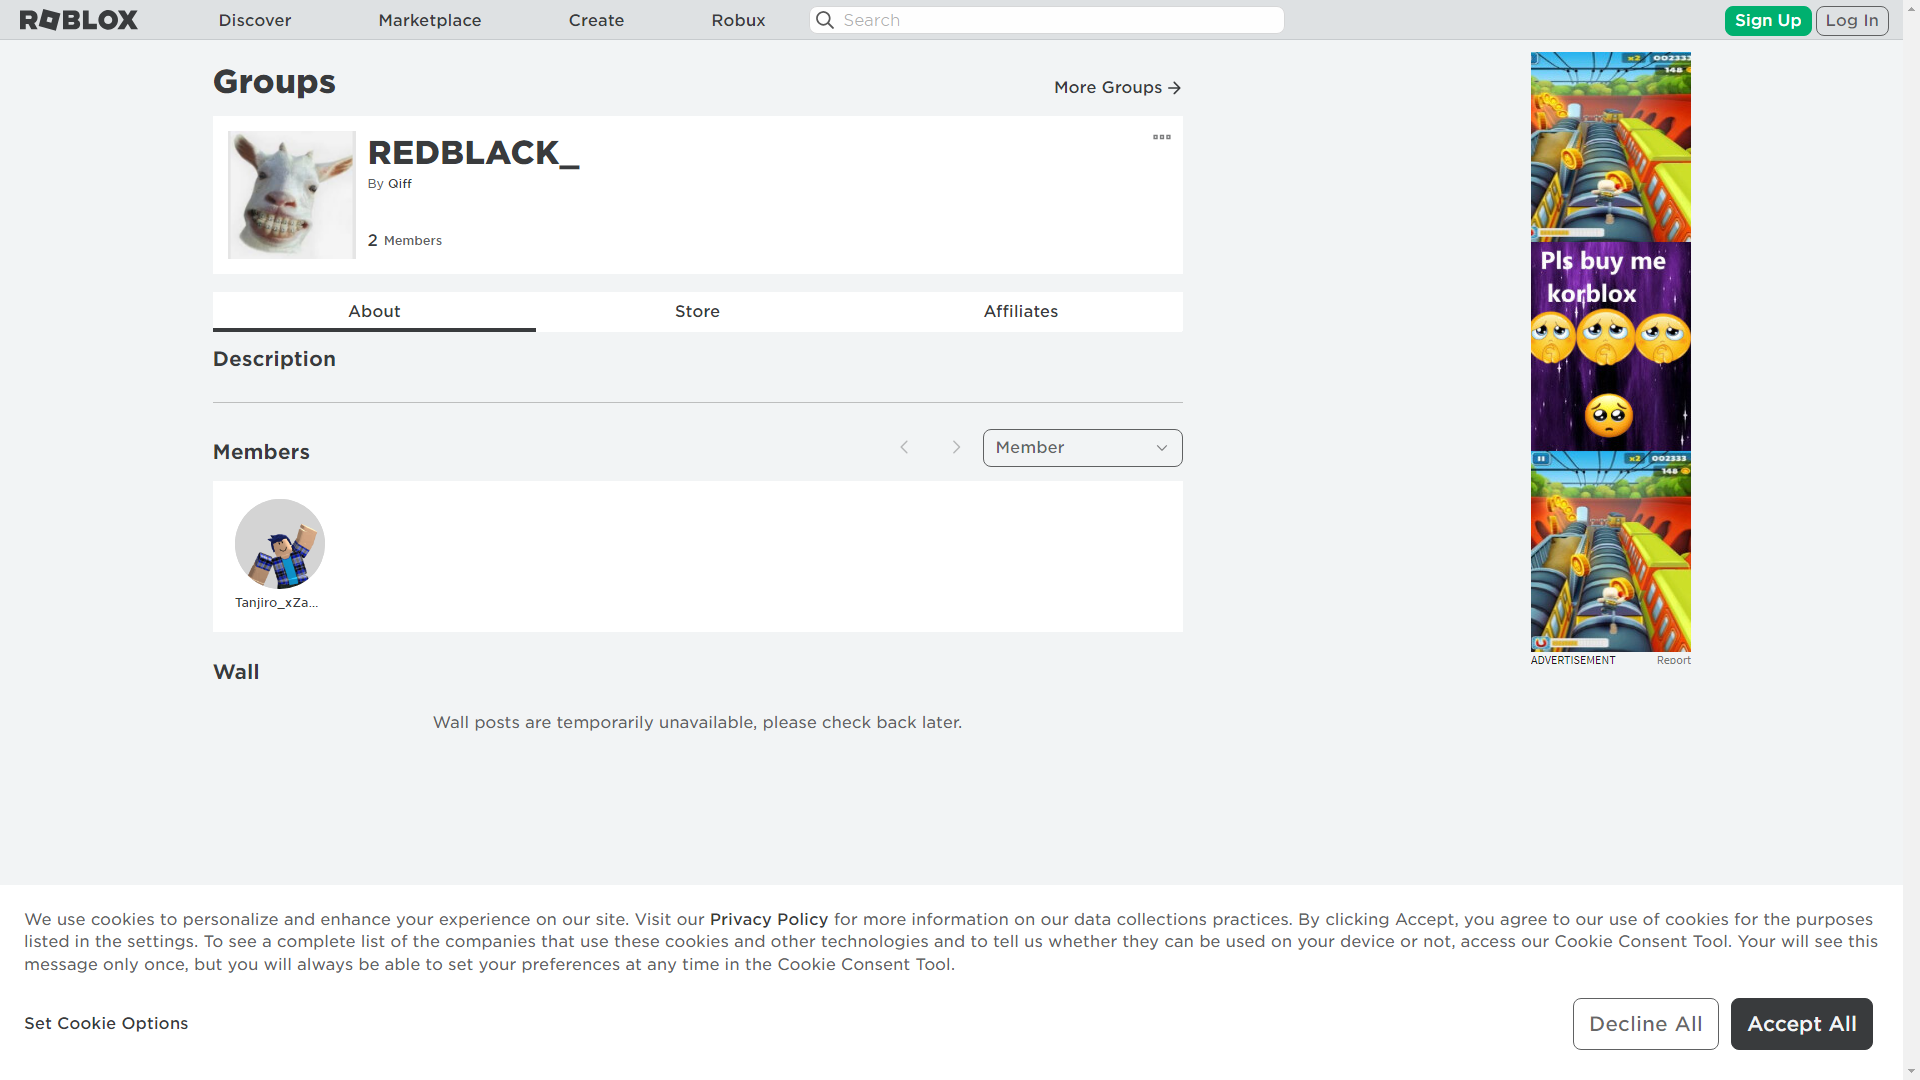 ROBLOX
Discover
Marketplace
Create
Robux
Search
Sign Up
Log In
Groups
More Groups
REDBLACK_
By Qiff
2 Members
About
Store
Affiliates
Description
Members
Member
Tanjiro_xZa...
Wall
Wall posts are temporarily unavailable, please check back later.
x2 002333
148
Pls buy me
korblox
x2 002333
148
ADVERTISEMENT
Report
We use cookies to personalize and enhance your experience on our site. Visit our Privacy Policy for more information on our data collections practices. By clicking Accept, you agree to our use of cookies for the purposes
listed in the settings. To see a complete list of the companies that use these cookies and other technologies and to tell us whether they can be used on your device or not, access our Cookie Consent Tool. Your will see this
message only once, but you will always be able to set your preferences at any time in the Cookie Consent Tool.
Set Cookie Options
Decline All
Accept All